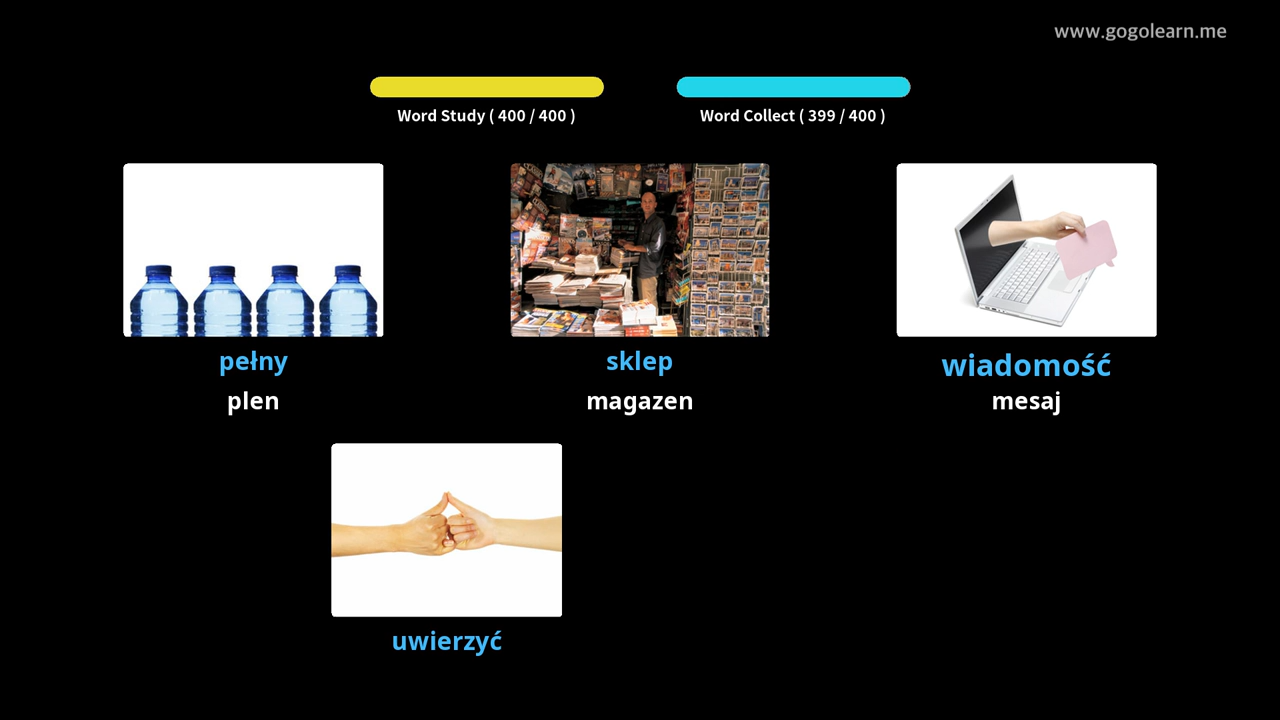 www.gogolearn.me
Word Study ( 400 / 400 )
Word Collect ( 399 / 400 )
pełny
sklep
wiadomość
plen
magazen
mesaj
uwierzyć